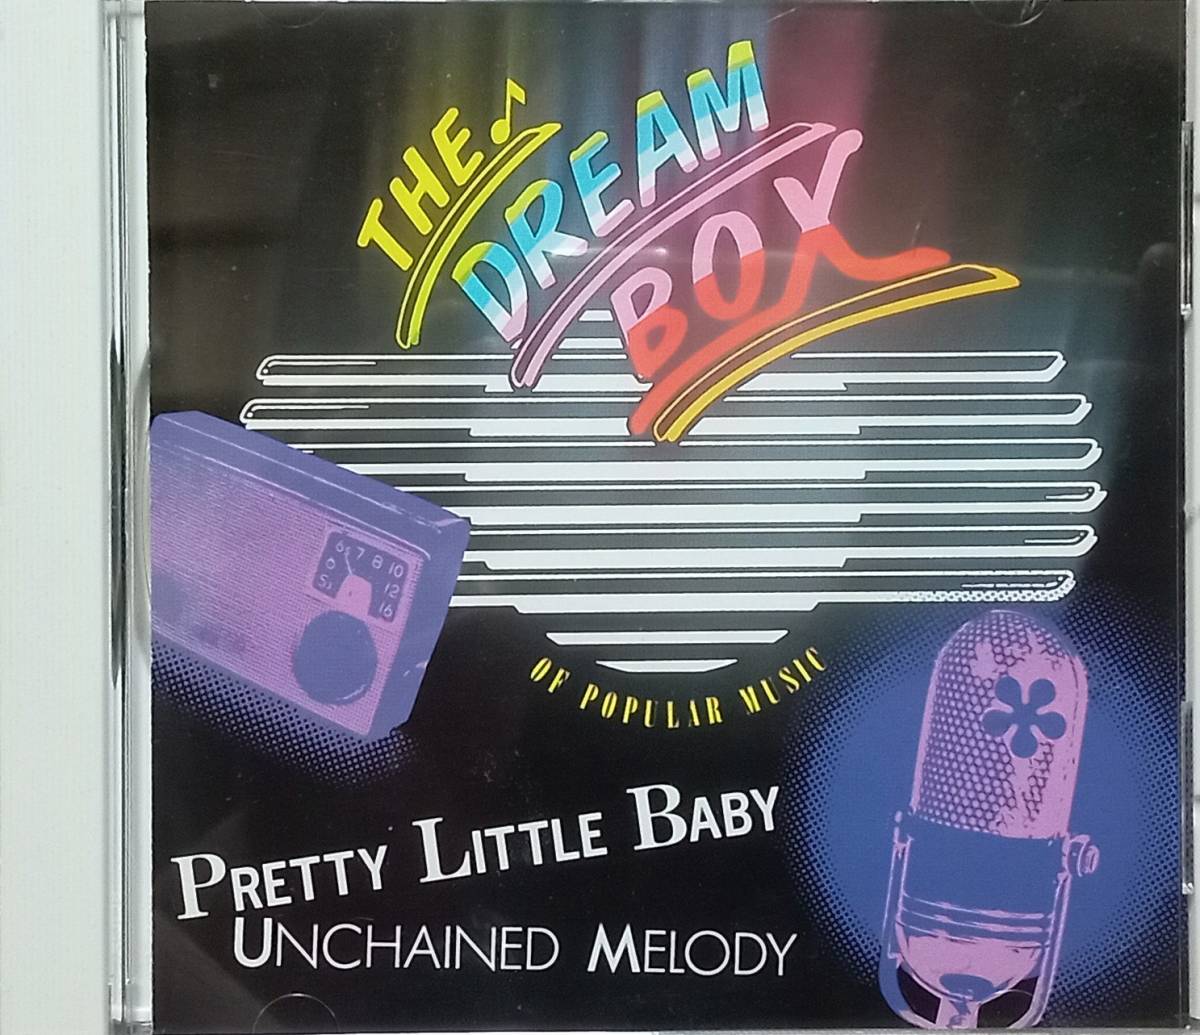 THE
DREAM
BOX
OF POPULAR MUSIC
6 7 8 10
12
16
PRETTY LITTLE BABY
UNCHAINED MELODY